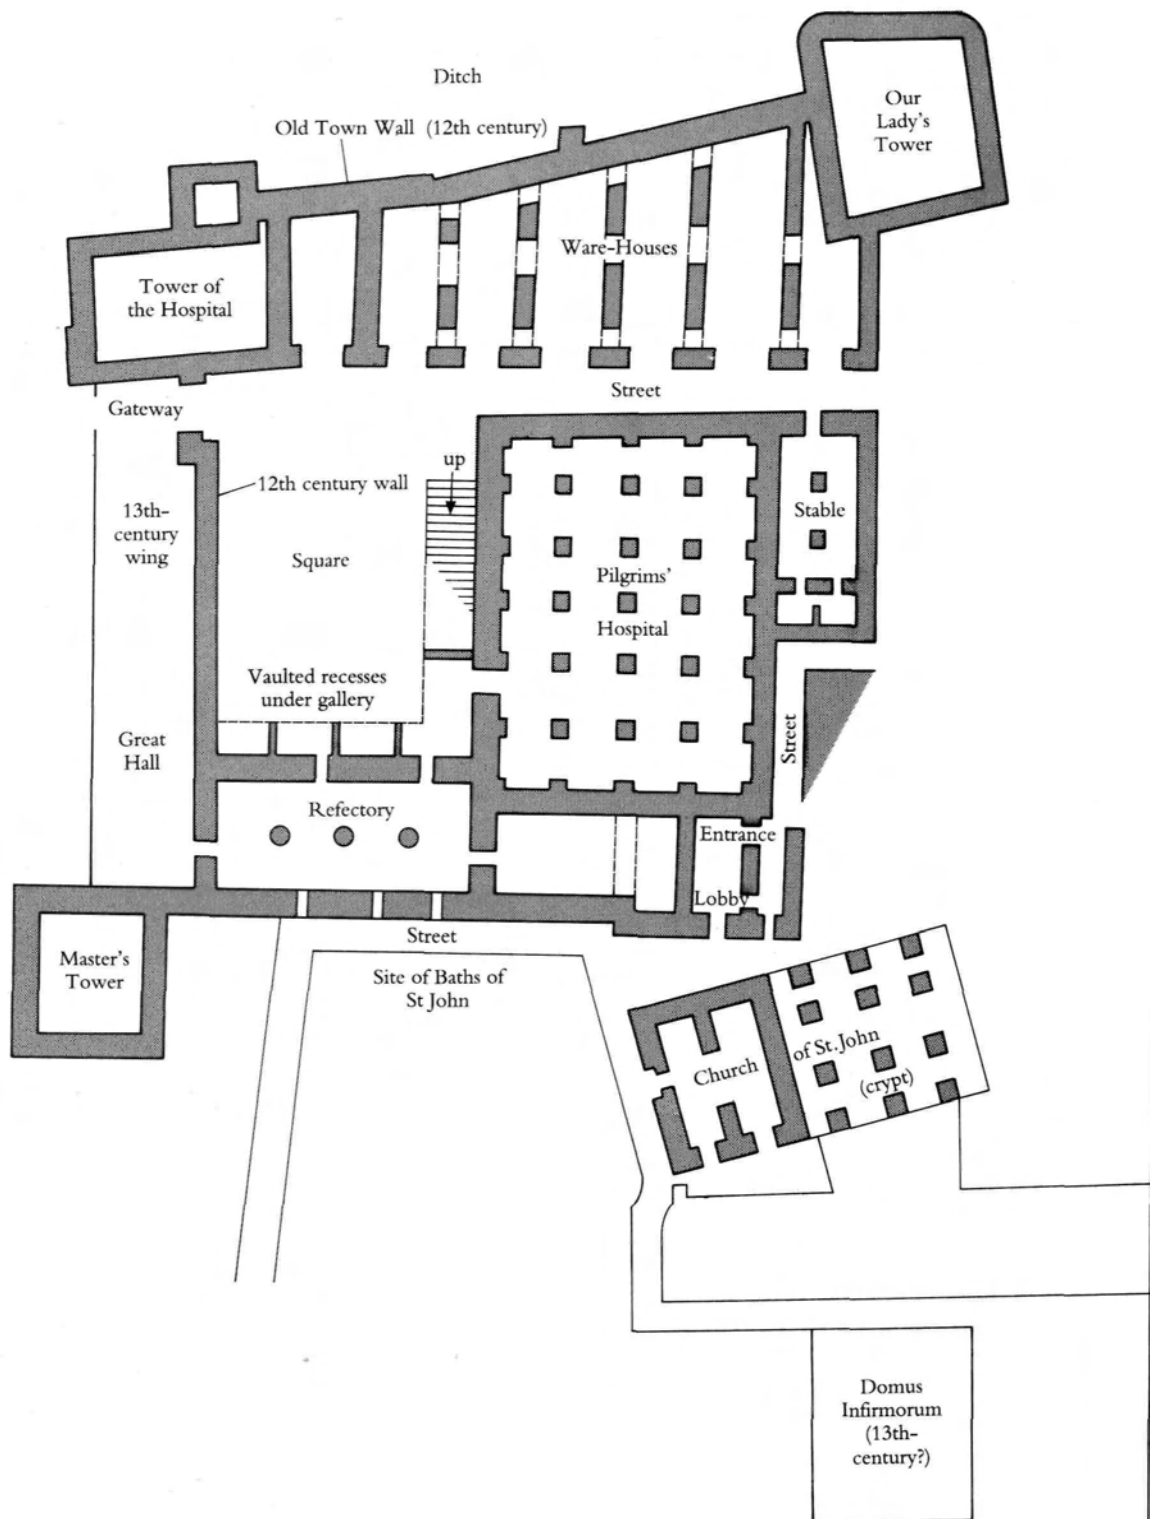 Ditch
Old Town Wall (12th century)
Our
Lady's
Tower
Ware-Houses
Tower of
the Hospital
Street
Gateway
up
12th century wall
13th-
century
wing
Square
Stable
Pilgrims'
Hospital
Vaulted recesses
under gallery
Great
Hall
Street
Refectory
Entrance
Lobby
Street
Master's
Tower
Site of Baths of
St John
Church
of St. John
(crypt)
Domus
Infirmorum
(13th-
century?)